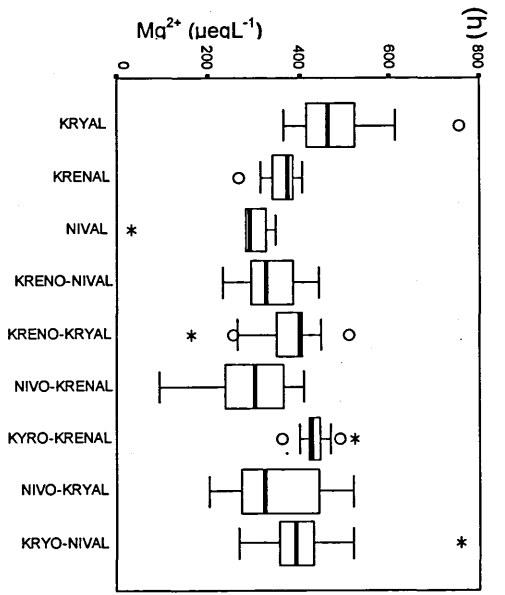 (h)
Mg²⁺ (µeqL⁻¹)
0
200
400
600
800
KRYAL
KRENAL
NIVAL
KRENO-NIVAL
KRENO-KRYAL
NIVO-KRENAL
KYRO-KRENAL
NIVO-KRYAL
KRYO-NIVAL